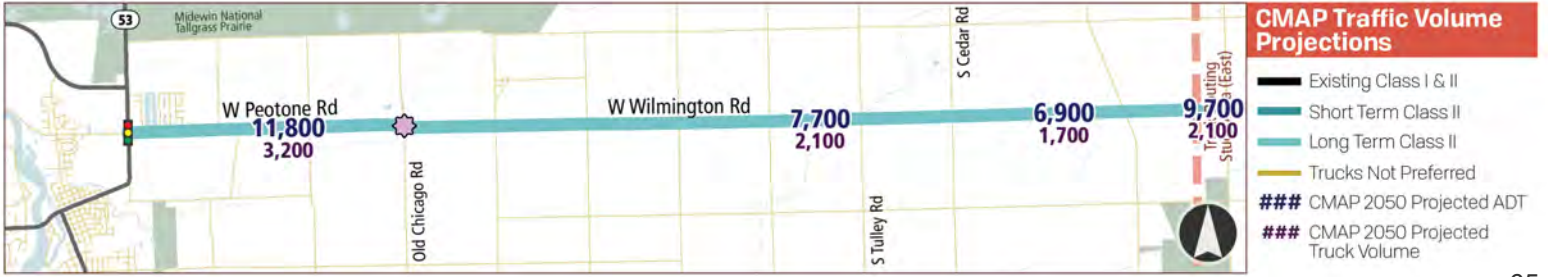 53
Midewin National
Tallgrass Prairie
W Peotone Rd
11,800
3,200
Old Chicago Rd
W Wilmington Rd
7,700
2,100
S Tulley Rd
S Cedar Rd
6,900
1,700
9,700
2,100
(East)
CMAP Traffic Volume
Projections
Existing Class I & II
Short Term Class II
Long Term Class II
Trucks Not Preferred
### CMAP 2050 Projected ADT
### CMAP 2050 Projected
Truck Volume